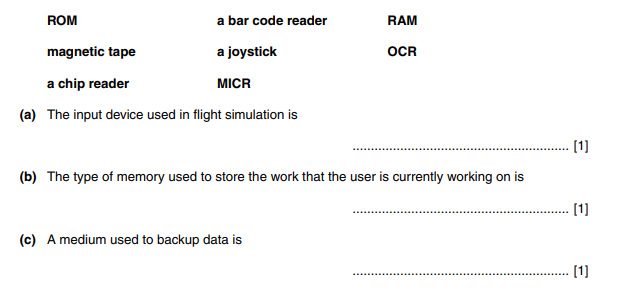 ROM a bar code reader RAM
magnetic tape a joystick OCR
a chip reader MICR
(a) The input device used in flight simulation is
............................................................... [1]
(b) The type of memory used to store the work that the user is currently working on is
............................................................... [1]
(c) A medium used to backup data is
............................................................... [1]